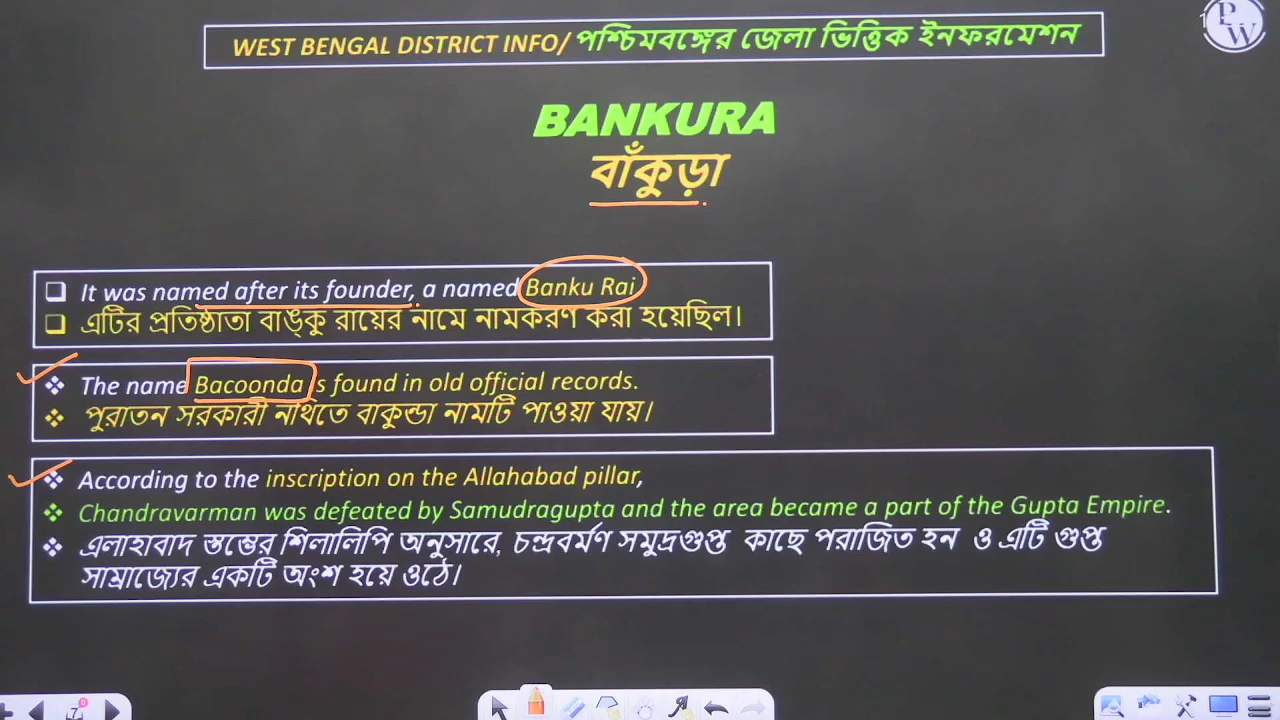 WEST BENGAL DISTRICT INFO/ পশ্চিমবঙ্গের জেলা ভিত্তিক ইনফরমেশন
PW
BANKURA
বাঁকুড়া
It was named after its founder, a named Banku Rai
এটির প্রতিষ্ঠাতা বাঙ্কু রায়ের নামে নামকরণ করা হয়েছিল।
The name Bacoonda is found in old official records.
পুরাতন সরকারী নথিতে বাকুন্ডা নামটি পাওয়া যায়।
According to the inscription on the Allahabad pillar,
Chandravarman was defeated by Samudragupta and the area became a part of the Gupta Empire.
এলাহাবাদ স্তম্ভের শিলালিপি অনুসারে, চন্দ্রবর্মণ সমুদ্রগুপ্ত কাছে পরাজিত হন ও এটি গুপ্ত
সাম্রাজ্যের একটি অংশ হয়ে ওঠে।